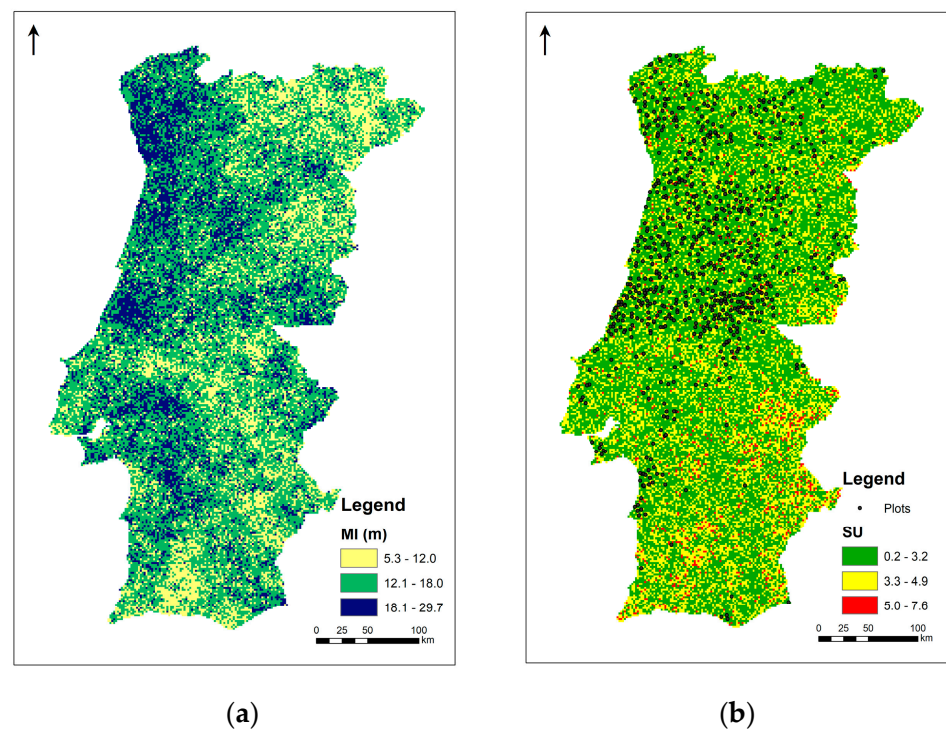 Legend
MI (m)
5.3 - 12.0
12.1 - 18.0
18.1 - 29.7
0 25 50 100
km
(a)
Legend
Plots
SU
0.2 - 3.2
3.3 - 4.9
5.0 - 7.6
0 25 50 100
km
(b)